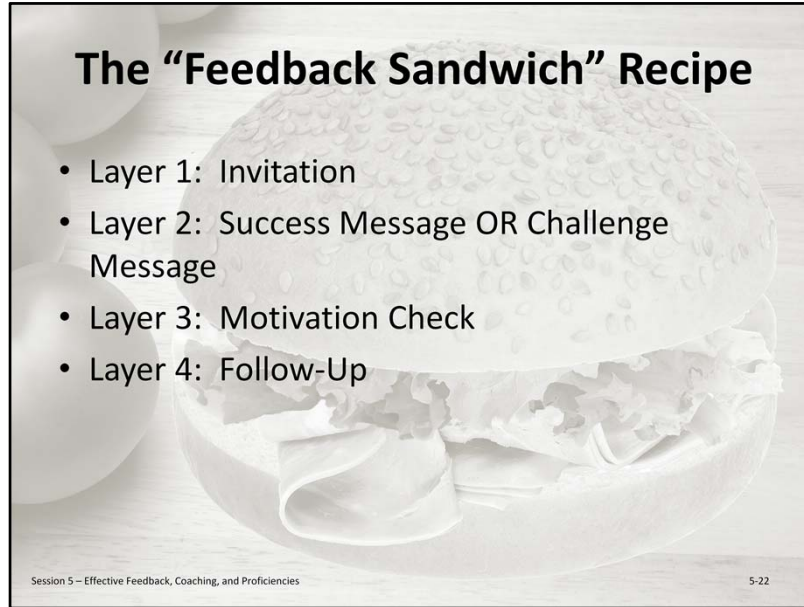 The “Feedback Sandwich” Recipe
• Layer 1: Invitation
• Layer 2: Success Message OR Challenge
Message
• Layer 3: Motivation Check
• Layer 4: Follow-Up
Session 5 – Effective Feedback, Coaching, and Proficiencies
5-22